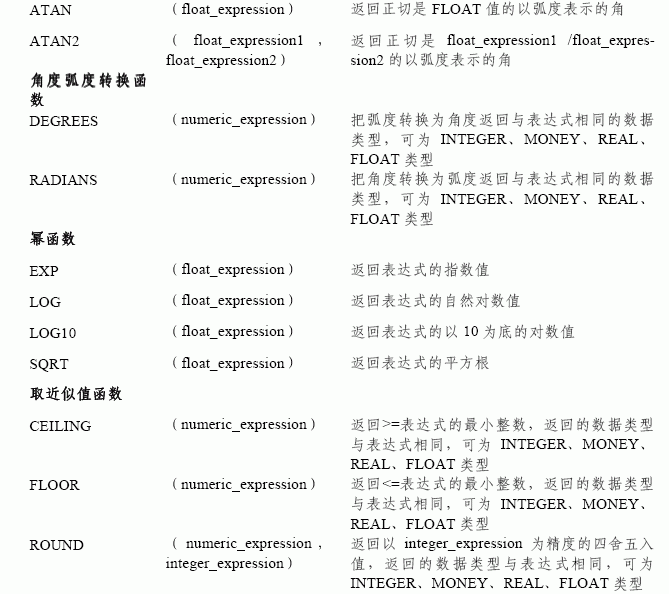 ATAN （float_expression） 返回正切是 FLOAT 值的以弧度表示的角
ATAN2 （ float_expression1 , 返回正切是 float_expression1 /float_expres-
float_expression2） sion2 的以弧度表示的角
角度弧度转换函
数
DEGREES （numeric_expression） 把弧度转换为角度返回与表达式相同的数据
类型，可为 INTEGER、MONEY、REAL、
FLOAT 类型
RADIANS （numeric_expression） 把角度转换为弧度返回与表达式相同的数据
类型，可为 INTEGER、MONEY、REAL、
FLOAT 类型
幂函数
EXP （float_expression） 返回表达式的指数值
LOG （float_expression） 返回表达式的自然对数值
LOG10 （float_expression） 返回表达式的以 10 为底的对数值
SQRT （float_expression） 返回表达式的平方根
取近似值函数
CEILING （numeric_expression） 返回>=表达式的最小整数，返回的数据类型
与表达式相同，可为 INTEGER、MONEY、
REAL、FLOAT 类型
FLOOR （numeric_expression） 返回<=表达式的最小整数，返回的数据类型
与表达式相同，可为 INTEGER、MONEY、
REAL、FLOAT 类型
ROUND （ numeric_expression , 返回以 integer_expression 为精度的四舍五入
integer_expression） 值，返回的数据类型与表达式相同，可为
INTEGER、MONEY、REAL、FLOAT 类型